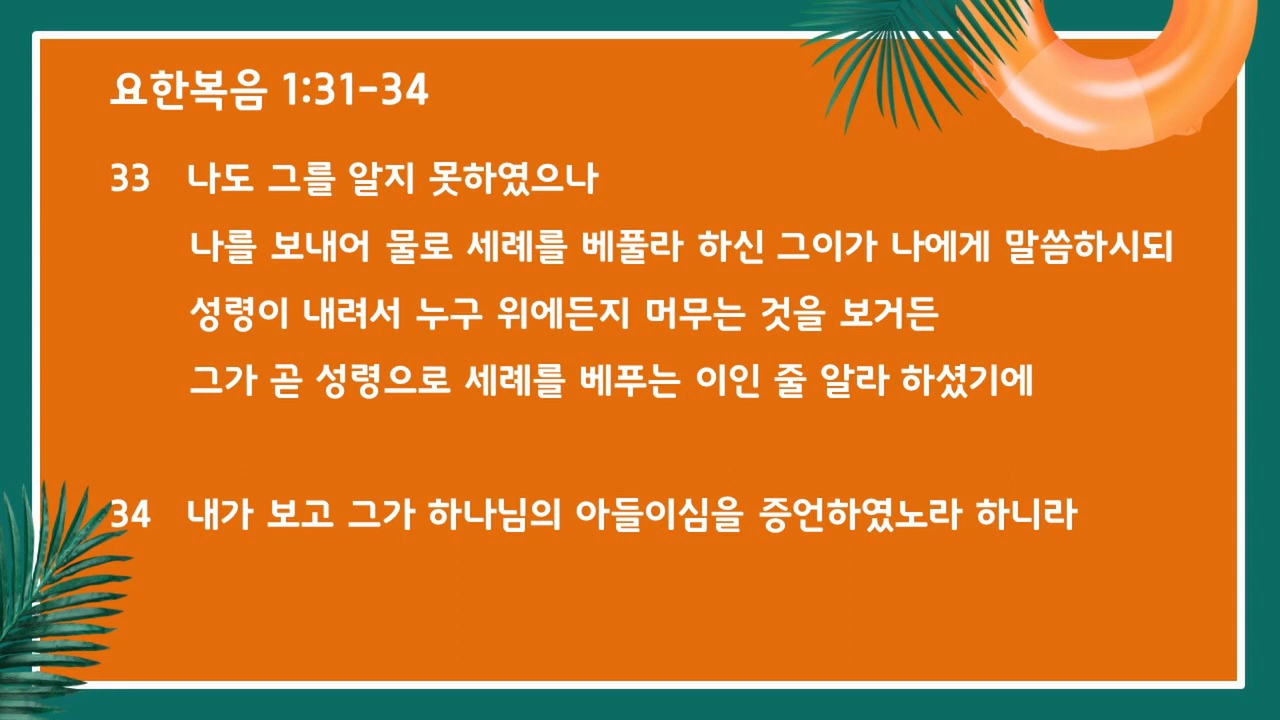 요한복음 1:31-34
33 나도 그를 알지 못하였으나
나를 보내어 물로 세례를 베풀라 하신 그이가 나에게 말씀하시되
성령이 내려서 누구 위에든지 머무는 것을 보거든
그가 곧 성령으로 세례를 베푸는 이인 줄 알라 하셨기에
34 내가 보고 그가 하나님의 아들이심을 증언하였노라 하니라